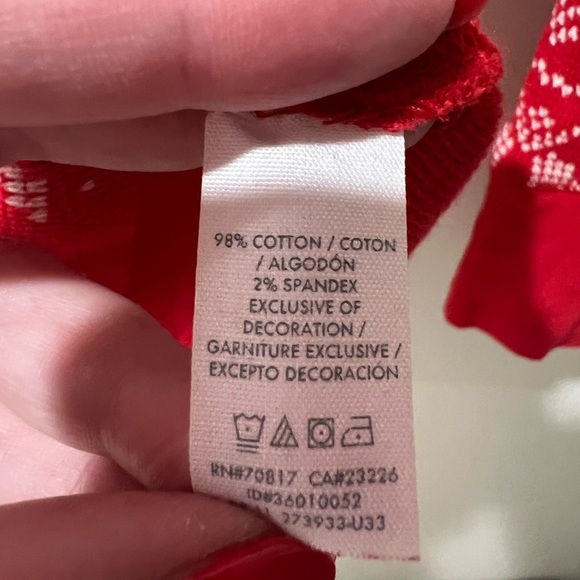 98% COTTON / COTON
/ ALGODÓN
2% SPANDEX
EXCLUSIVE OF
DECORATION /
GARNITURE EXCLUSIVE /
EXCEPTO DECORACIÓN
RN#70817 CA#23226
ID#36010052
273933-U33